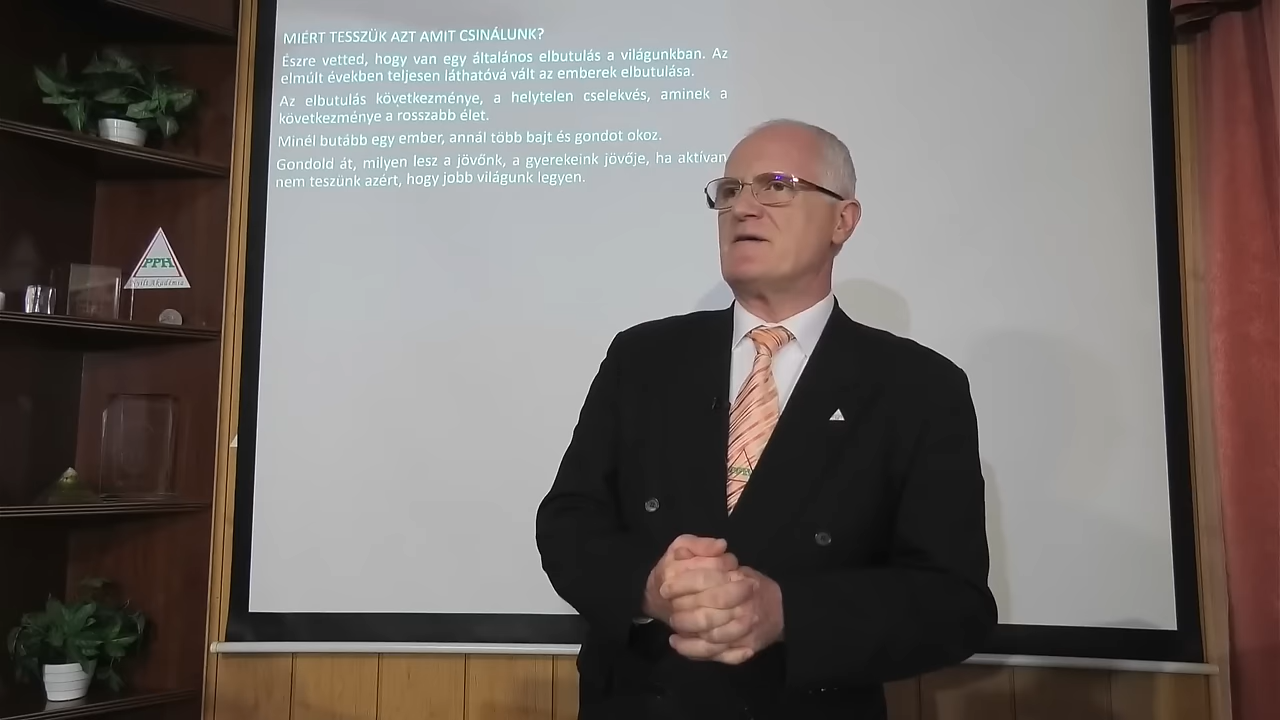 MIÉRT TESSZÜK AZT AMIT CSINÁLUNK?
Észre vetted, hogy van egy általános elbutulás a világunkban. Az
elmúlt években teljesen láthatóvá vált az emberek elbutulása.
Az elbutulás következménye, a helytelen cselekvés, aminek a
következménye a rosszabb élet.
Minél butább egy ember, annál több bajt és gondot okoz.
Gondold át, milyen lesz a jövőnk, a gyerekeink jövője, ha aktívan
nem teszünk azért, hogy jobb világunk legyen.
PPH
Nyílt Akadémia
PPH